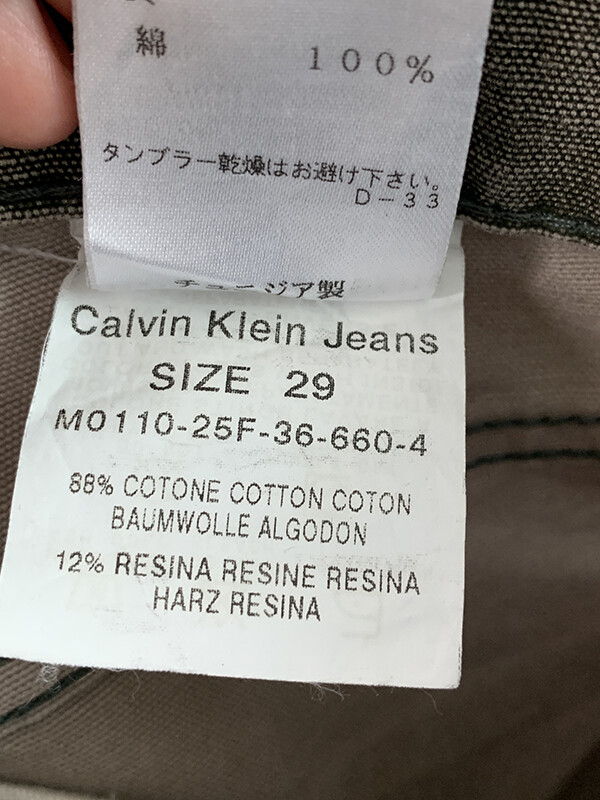 綿 100%
タンブラー乾燥はお避け下さい。
D-33
チュニジア製
Calvin Klein Jeans
SIZE 29
M0110-25F-36-660-4
88% COTONE COTTON COTON
BAUMWOLLE ALGODON
12% RESINA RESINE RESINA
HARZ RESINA